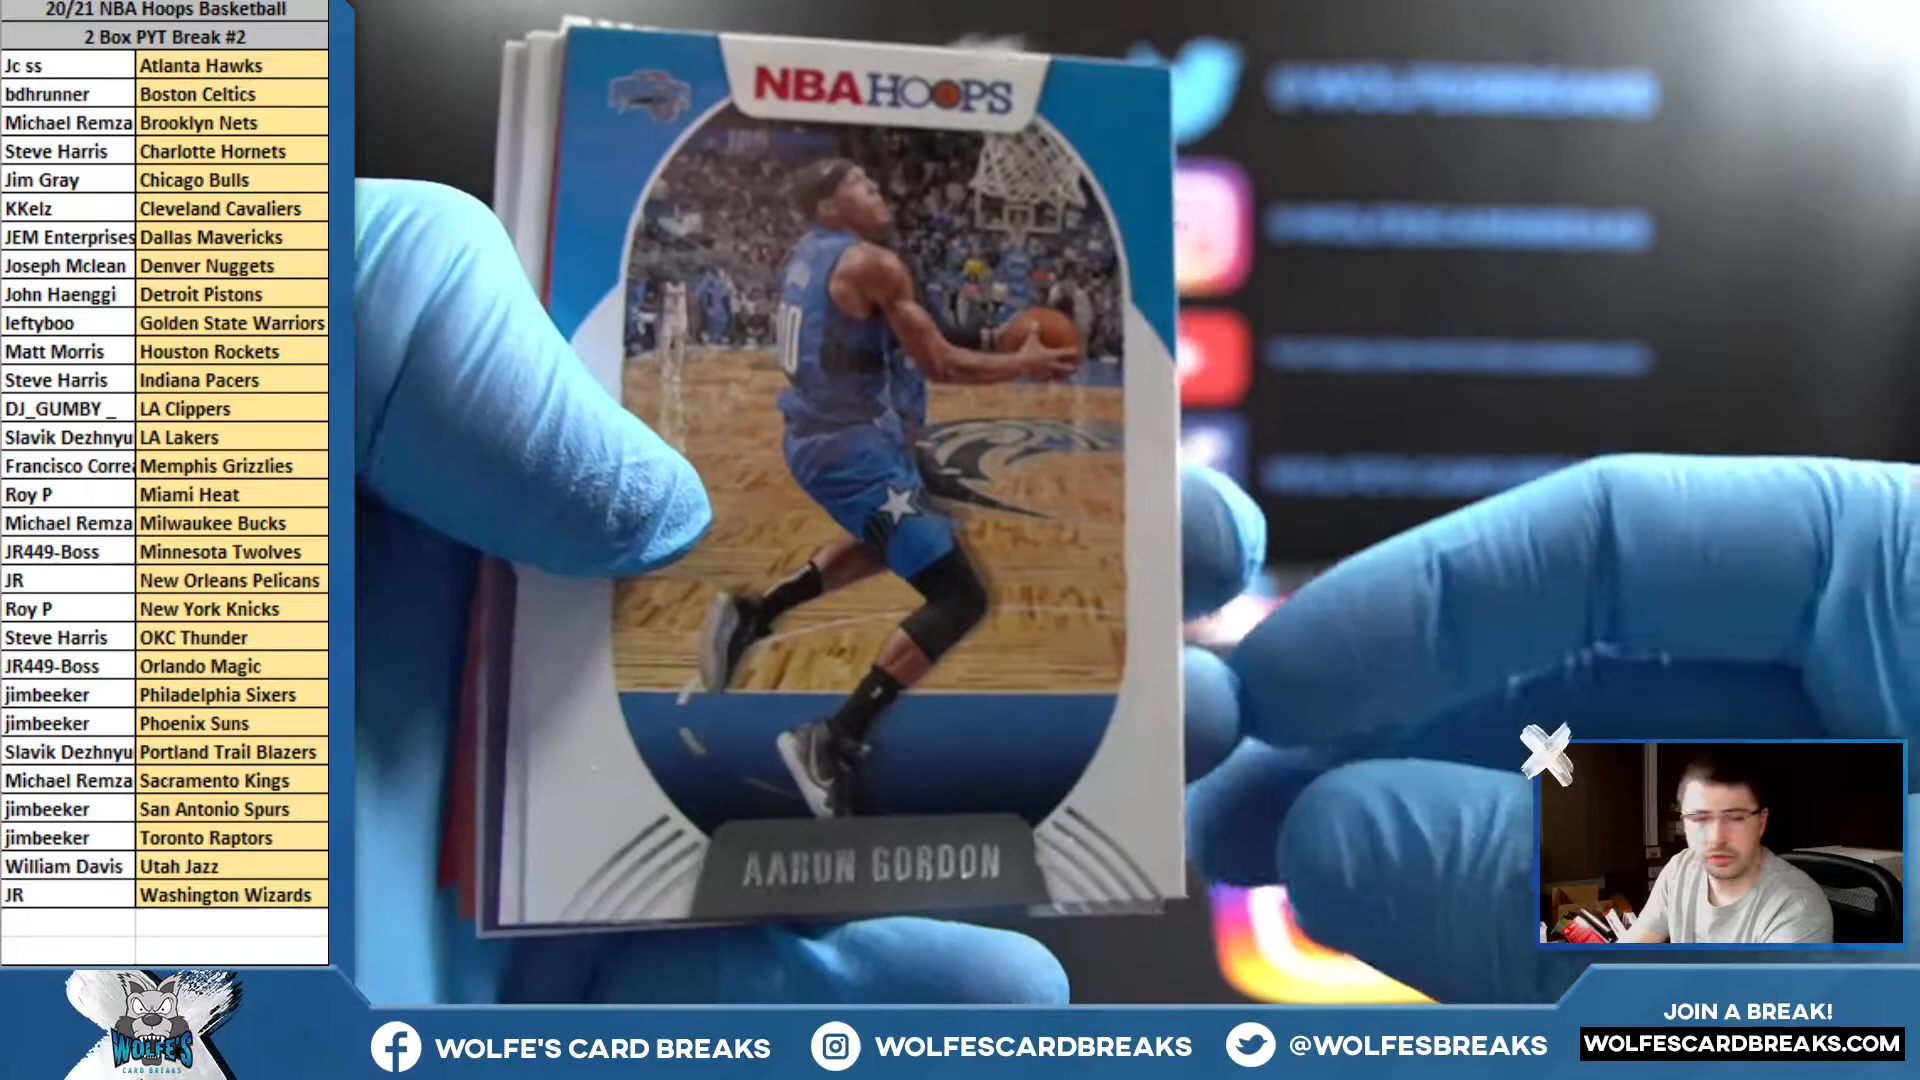 20/21 NBA Hoops Basketball
2 Box PYT Break #2
Jc ss Atlanta Hawks
bdhrunner Boston Celtics
Michael Remza Brooklyn Nets
Steve Harris Charlotte Hornets
Jim Gray Chicago Bulls
KKelz Cleveland Cavaliers
JEM Enterprises Dallas Mavericks
Joseph Mclean Denver Nuggets
John Haenggi Detroit Pistons
leftyboo Golden State Warriors
Matt Morris Houston Rockets
Steve Harris Indiana Pacers
DJ_GUMBY_ LA Clippers
Slavik Dezhnyu LA Lakers
Francisco Correa Memphis Grizzlies
Roy P Miami Heat
Michael Remza Milwaukee Bucks
JR449-Boss Minnesota Twolves
JR New Orleans Pelicans
Roy P New York Knicks
Steve Harris OKC Thunder
JR449-Boss Orlando Magic
jimbeeker Philadelphia Sixers
jimbeeker Phoenix Suns
Slavik Dezhnyu Portland Trail Blazers
Michael Remza Sacramento Kings
jimbeeker San Antonio Spurs
jimbeeker Toronto Raptors
William Davis Utah Jazz
JR Washington Wizards
NBA HOOPS
AARON GORDON
WOLFE'S
CARD BREAKS
WOLFE'S CARD BREAKS
WOLFESCARDBREAKS
@WOLFESBREAKS
JOIN A BREAK!
WOLFESCARDBREAKS.COM